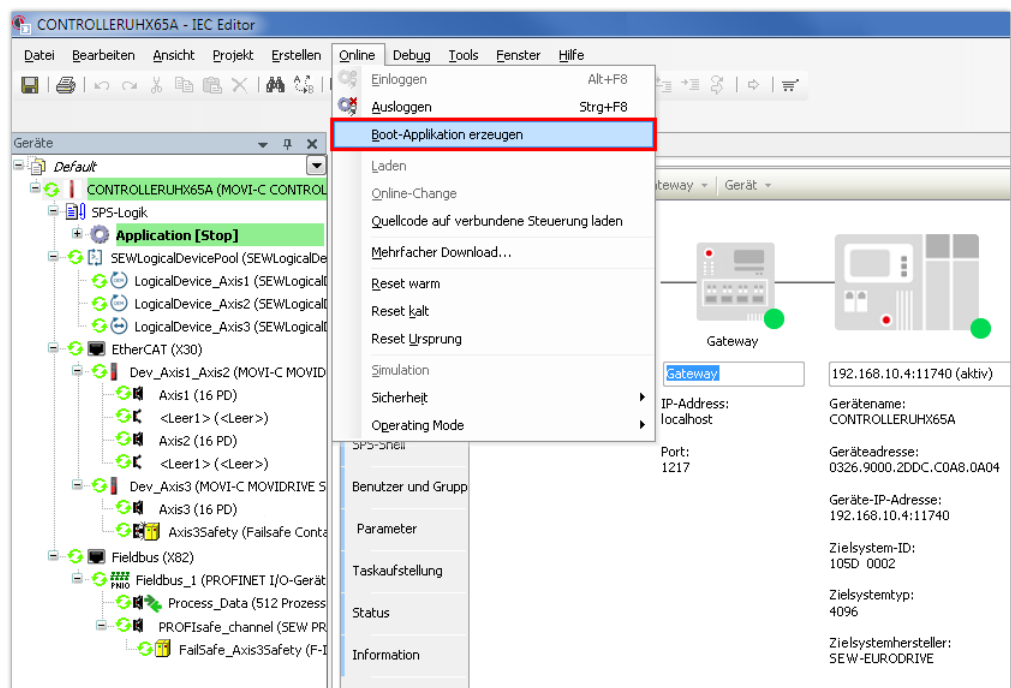 CONTROLLERUHX65A - IEC Editor
Datei Bearbeiten Ansicht Projekt Erstellen Online Debug Tools Fenster Hilfe
Einloggen Alt+F8
Ausloggen Strg+F8
Boot-Applikation erzeugen
Laden
Online-Change
Quellcode auf verbundene Steuerung laden
Mehrfacher Download...
Reset warm
Reset kalt
Reset Ursprung
Simulation
Sicherheit
Operating Mode
Geräte
Default
CONTROLLERUHX65A (MOVI-C CONTROL
SPS-Logik
Application [Stop]
SEWLogicalDevicePool (SEWLogicalDe
LogicalDevice_Axis1 (SEWLogical
LogicalDevice_Axis2 (SEWLogical
LogicalDevice_Axis3 (SEWLogical
EtherCAT (X30)
Dev_Axis1_Axis2 (MOVI-C MOVID
Axis1 (16 PD)
<Leer1> (<Leer>)
Axis2 (16 PD)
<Leer1> (<Leer>)
Dev_Axis3 (MOVI-C MOVIDRIVE S
Axis3 (16 PD)
Axis3Safety (Failsafe Conta
Fieldbus (X82)
Fieldbus_1 (PROFINET I/O-Gerät
Process_Data (512 Prozess
PROFIsafe_channel (SEW PR
FailSafe_Axis3Safety (F-I
SPS-Shell
Benutzer und Grupp
Parameter
Taskaufstellung
Status
Information
teway Gerät
Gateway
Gateway
IP-Address:
localhost
Port:
1217
192.168.10.4:11740 (aktiv)
Gerätename:
CONTROLLERUHX65A
Geräteadresse:
0326.9000.2DDC.C0A8.0A04
Geräte-IP-Adresse:
192.168.10.4:11740
Zielsystem-ID:
105D 0002
Zielsystemtyp:
4096
Zielsystemhersteller:
SEW-EURODRIVE